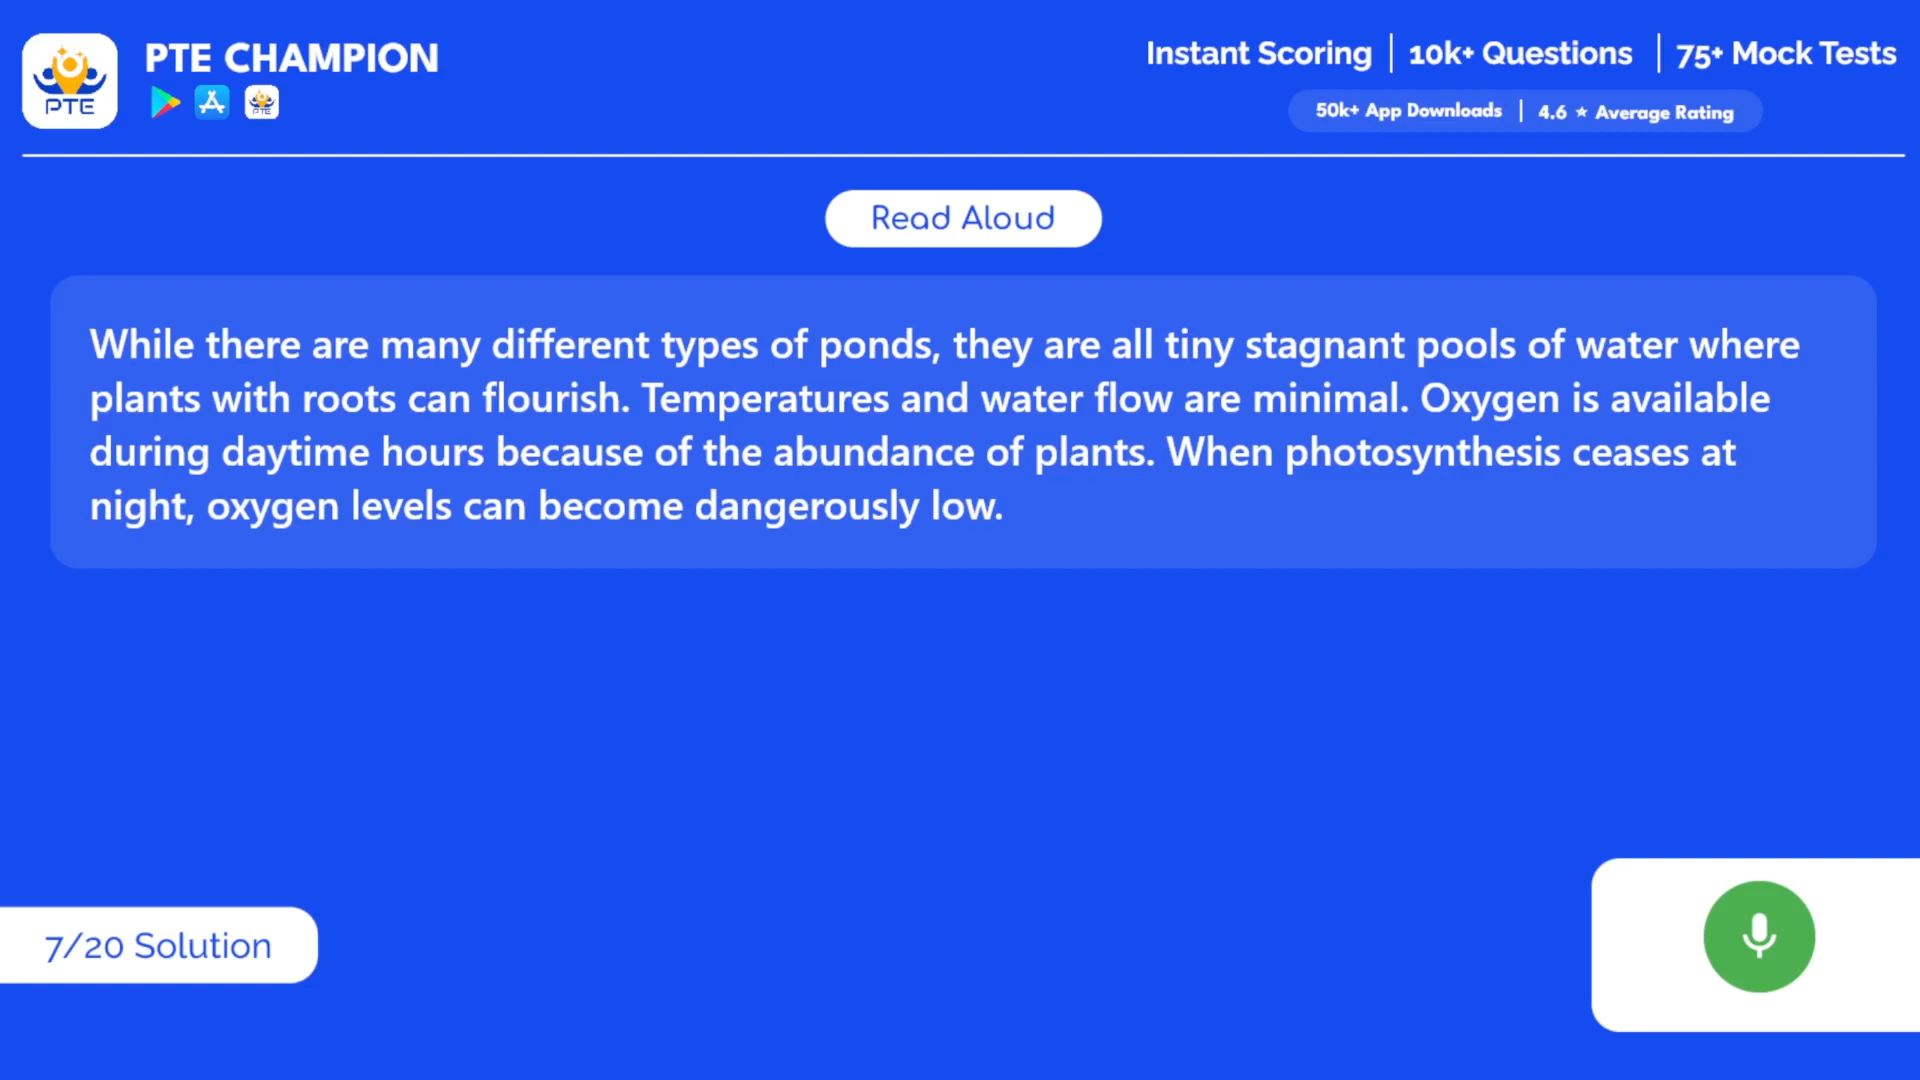 PTE CHAMPION
PTE
PTE
Instant Scoring | 10k+ Questions | 75+ Mock Tests
50k+ App Downloads | 4.6 ★ Average Rating
Read Aloud
While there are many different types of ponds, they are all tiny stagnant pools of water where
plants with roots can flourish. Temperatures and water flow are minimal. Oxygen is available
during daytime hours because of the abundance of plants. When photosynthesis ceases at
night, oxygen levels can become dangerously low.
7/20 Solution